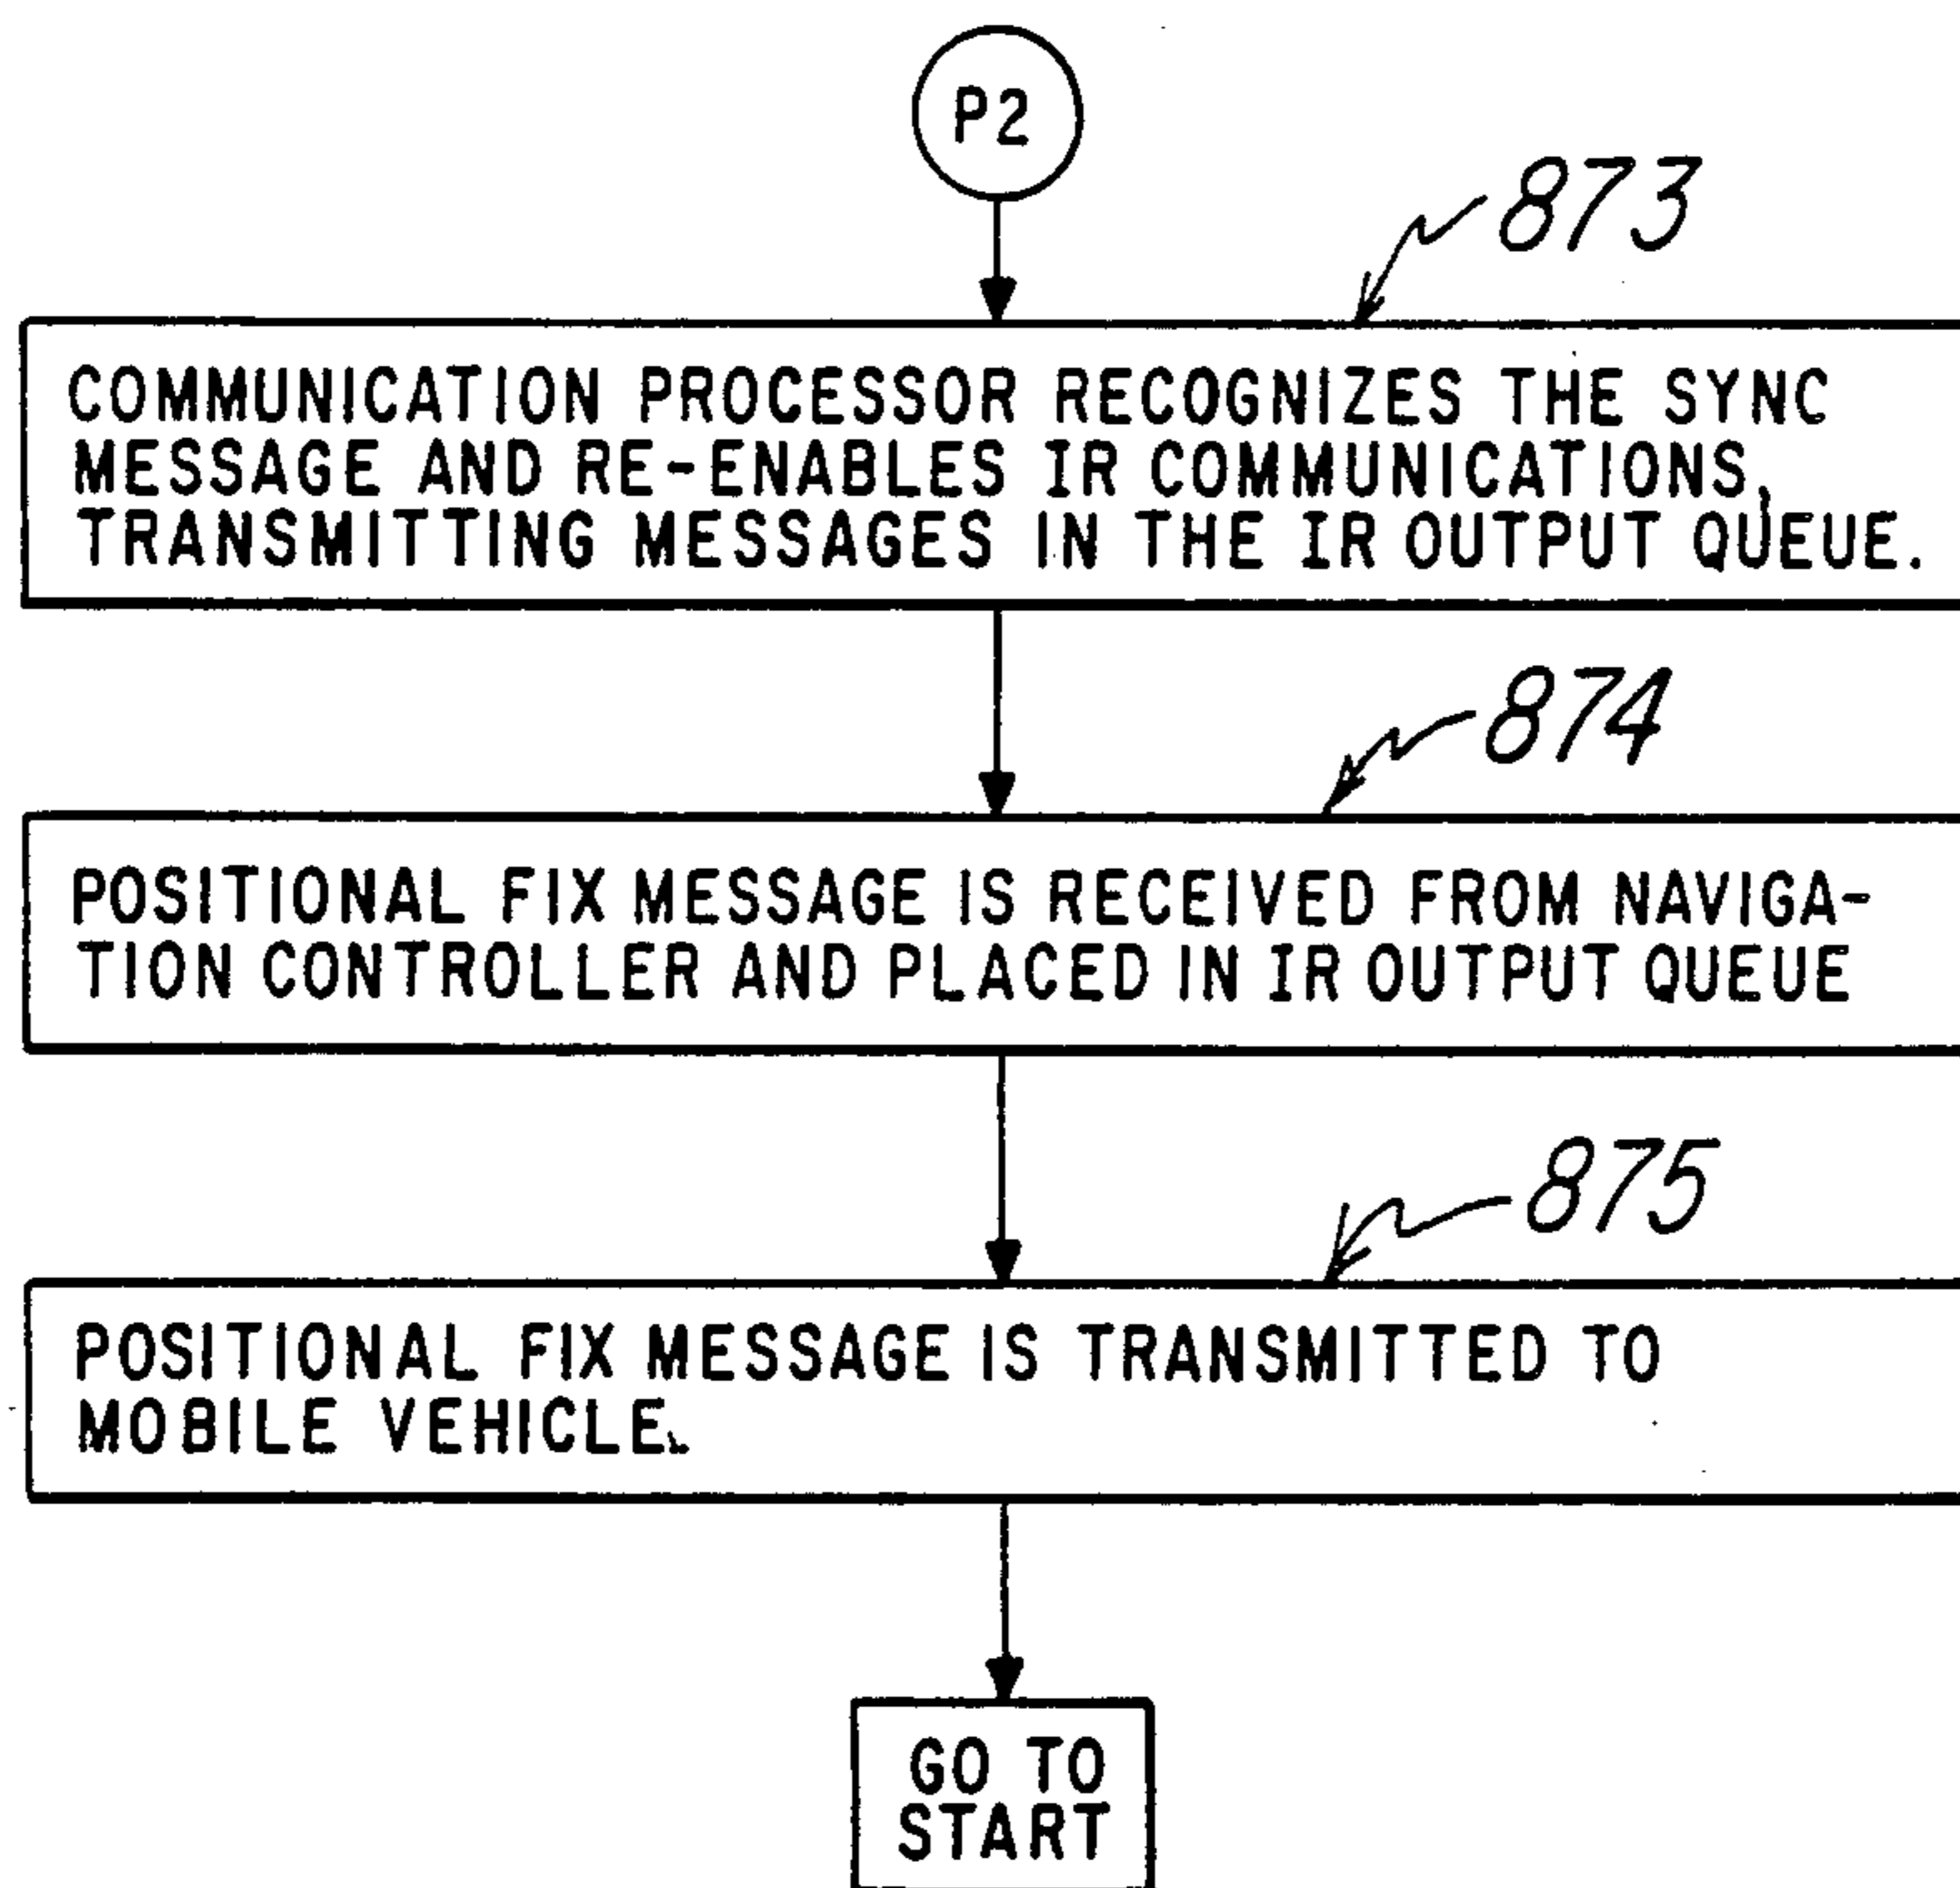 P2
873
COMMUNICATION PROCESSOR RECOGNIZES THE SYNC
MESSAGE AND RE-ENABLES IR COMMUNICATIONS,
TRANSMITTING MESSAGES IN THE IR OUTPUT QUEUE.
874
POSITIONAL FIX MESSAGE IS RECEIVED FROM NAVIGA-
TION CONTROLLER AND PLACED IN IR OUTPUT QUEUE
875
POSITIONAL FIX MESSAGE IS TRANSMITTED TO
MOBILE VEHICLE.
GO TO
START